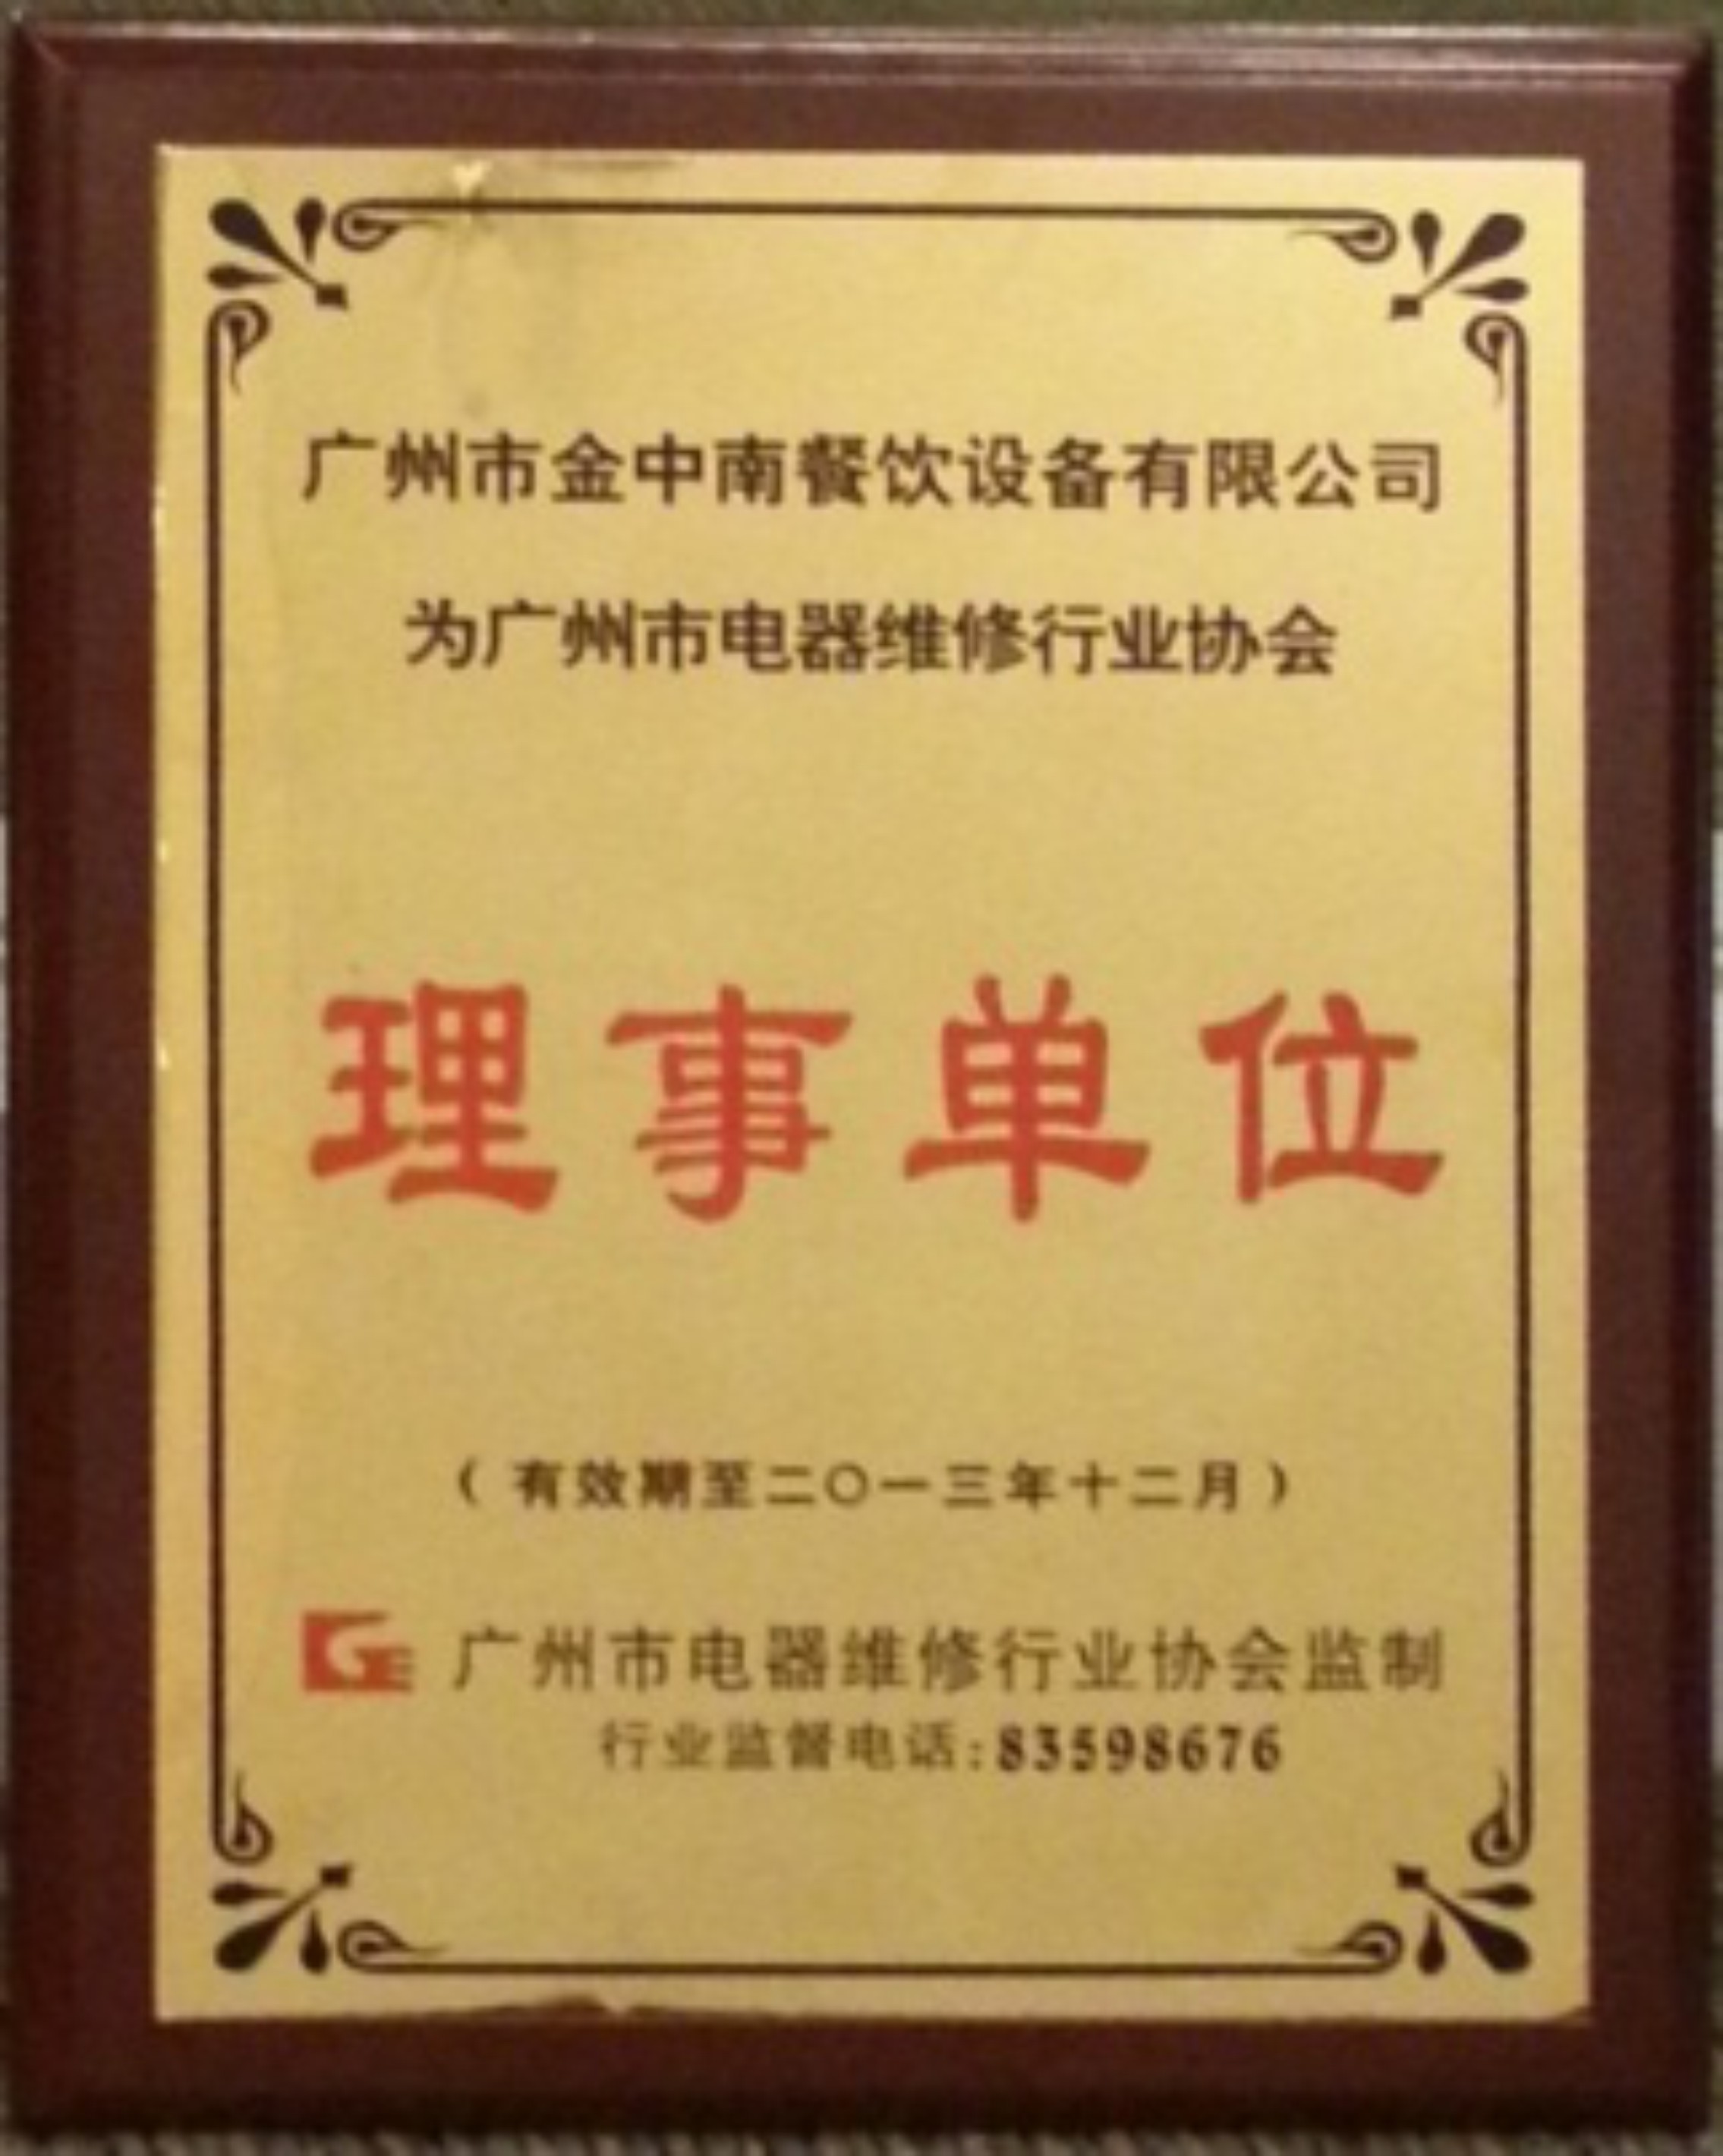 广州市金中南餐饮设备有限公司
为广州市电器维修行业协会
理事单位
（有效期至二〇一三年十二月）
GE 广州市电器维修行业协会监制
行业监督电话:83598676